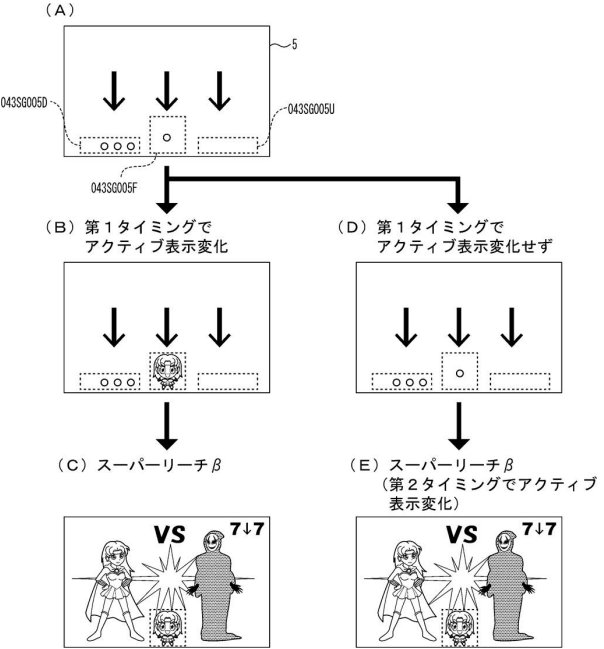 (A)
5
043SG005D
043SG005U
043SG005F
(B)第1タイミングで
アクティブ表示変化
(D)第1タイミングで
アクティブ表示変化せず
(C)スーパーリーチβ
(E)スーパーリーチβ
(第2タイミングでアクティブ
表示変化)
VS 7↓7
VS 7↓7